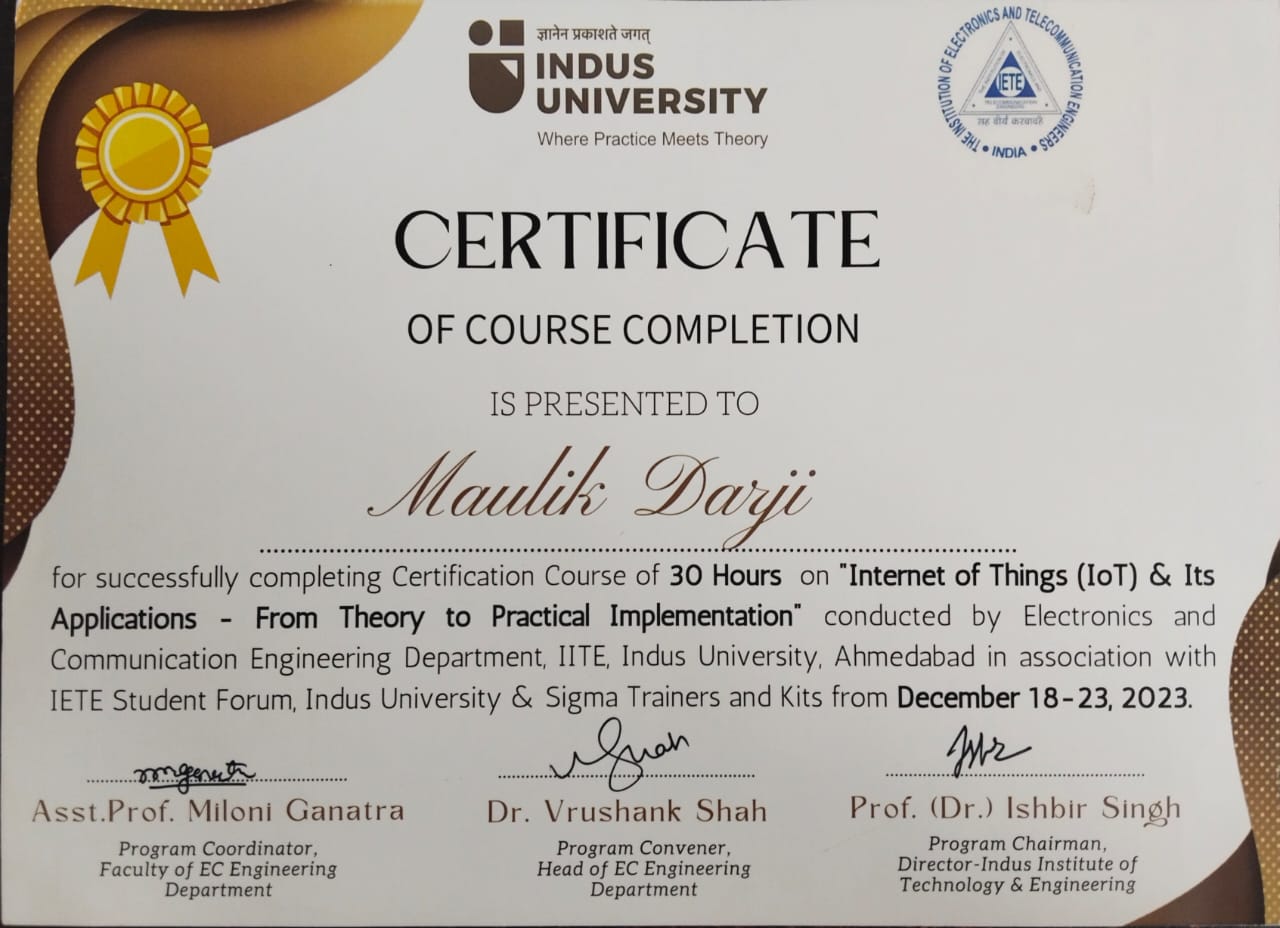 ज्ञानेन प्रकाशते जगत्
INDUS
UNIVERSITY
Where Practice Meets Theory
THE INSTITUTION OF ELECTRONICS AND TELECOMMUNICATION ENGINEERS
IETE
• INDIA •
CERTIFICATE
OF COURSE COMPLETION
IS PRESENTED TO
Maulik Darji
for successfully completing Certification Course of 30 Hours on "Internet of Things (IoT) & Its
Applications - From Theory to Practical Implementation" conducted by Electronics and
Communication Engineering Department, IITE, Indus University, Ahmedabad in association with
IETE Student Forum, Indus University & Sigma Trainers and Kits from December 18-23, 2023.
Asst.Prof. Miloni Ganatra
Program Coordinator,
Faculty of EC Engineering
Department
Dr. Vrushank Shah
Program Convener,
Head of EC Engineering
Department
Prof. (Dr.) Ishbir Singh
Program Chairman,
Director-Indus Institute of
Technology & Engineering